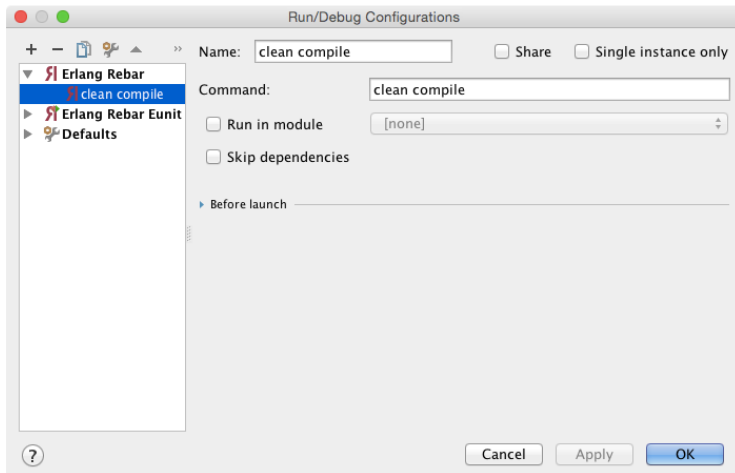 Run/Debug Configurations
Name: clean compile Share Single instance only
Erlang Rebar
clean compile
Erlang Rebar Eunit
Defaults
Command: clean compile
Run in module [none]
Skip dependencies
Before launch
? Cancel Apply OK